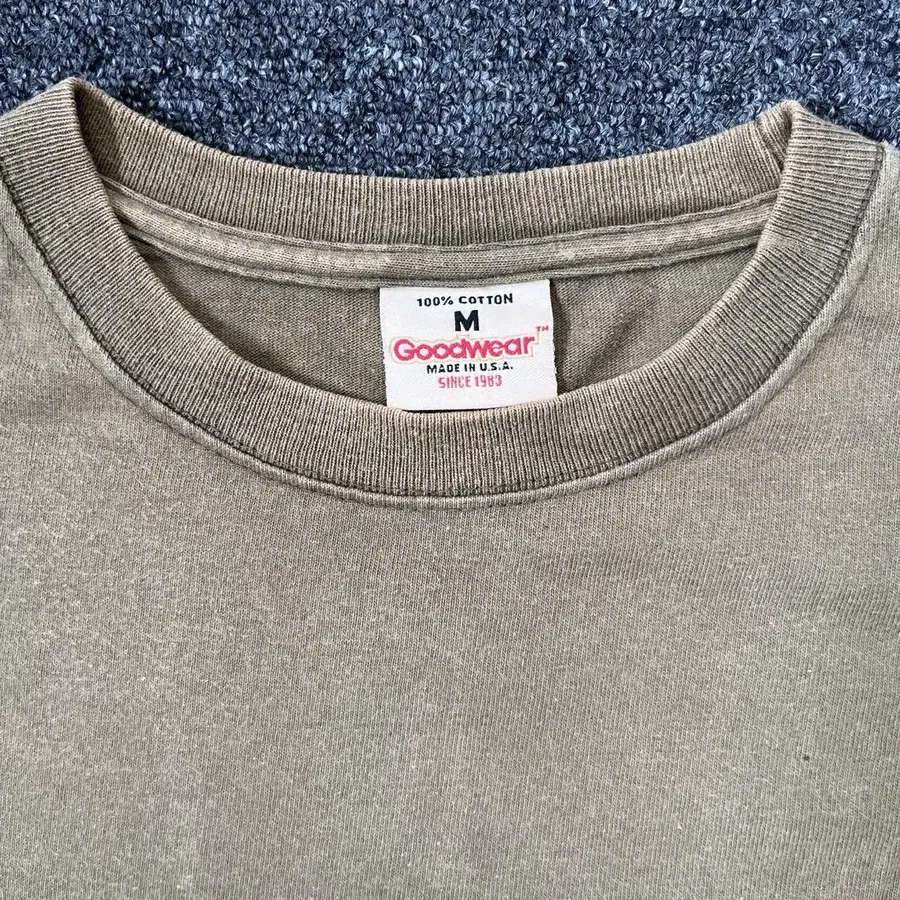 100% COTTON
M
Goodwear™
MADE IN U.S.A.
SINCE 1983